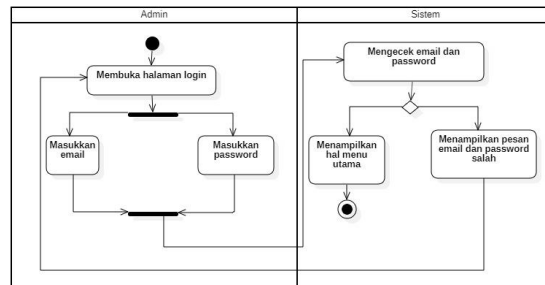 Admin
Sistem
Membuka halaman login
Masukkan
email
Masukkan
password
Mengecek email dan
password
Menampilkan
hal menu
utama
Menampilkan pesan
email dan password
salah